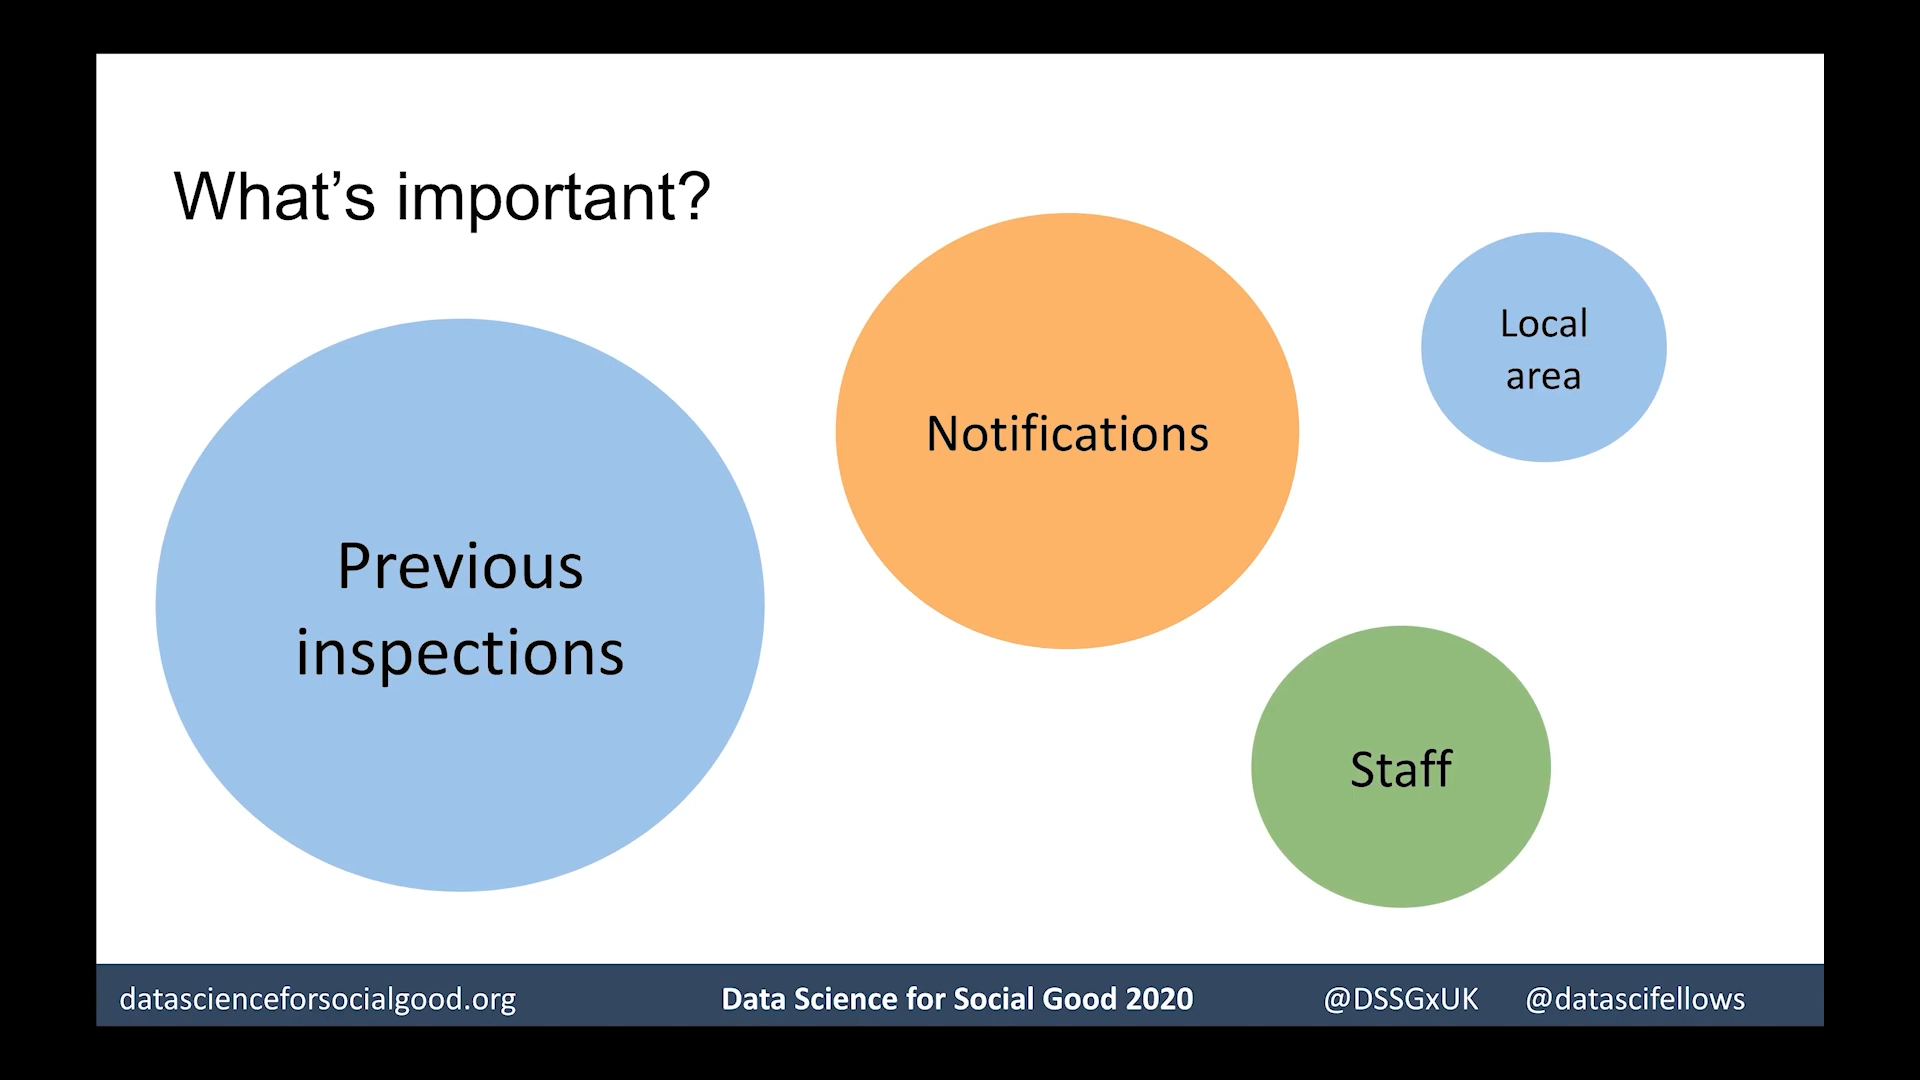 What’s important?
Previous
inspections
Notifications
Local
area
Staff
datascienceforsocialgood.org
Data Science for Social Good 2020
@DSSGxUK
@datascifellows